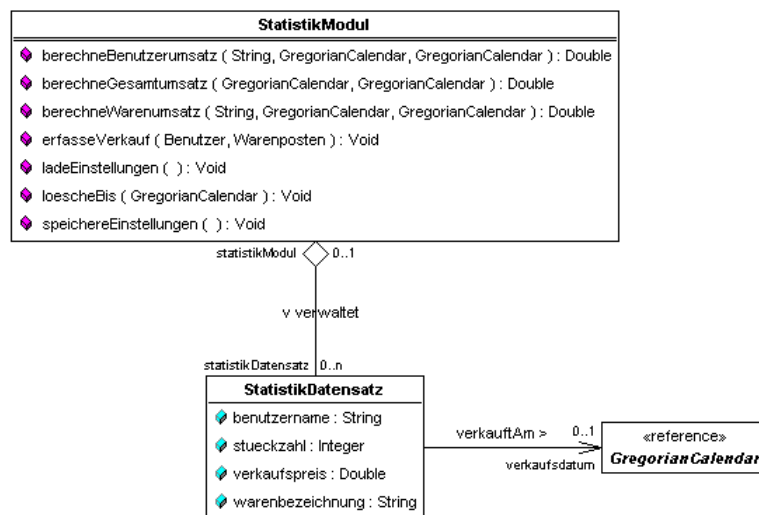 StatistikModul
berechneBenutzerumsatz ( String, GregorianCalendar, GregorianCalendar ) : Double
berechneGesamtumsatz ( GregorianCalendar, GregorianCalendar ) : Double
berechneWarenumsatz ( String, GregorianCalendar, GregorianCalendar ) : Double
erfasseVerkauf ( Benutzer, Warenposten ) : Void
ladeEinstellungen ( ) : Void
loescheBis ( GregorianCalendar ) : Void
speichereEinstellungen ( ) : Void
statistikModul 0..1
v verwaltet
statistikDatensatz 0..n
StatistikDatensatz
benutzername : String
stueckzahl : Integer
verkaufspreis : Double
warenbezeichnung : String
verkauftAm > 0..1
verkaufsdatum
«reference»
GregorianCalendar